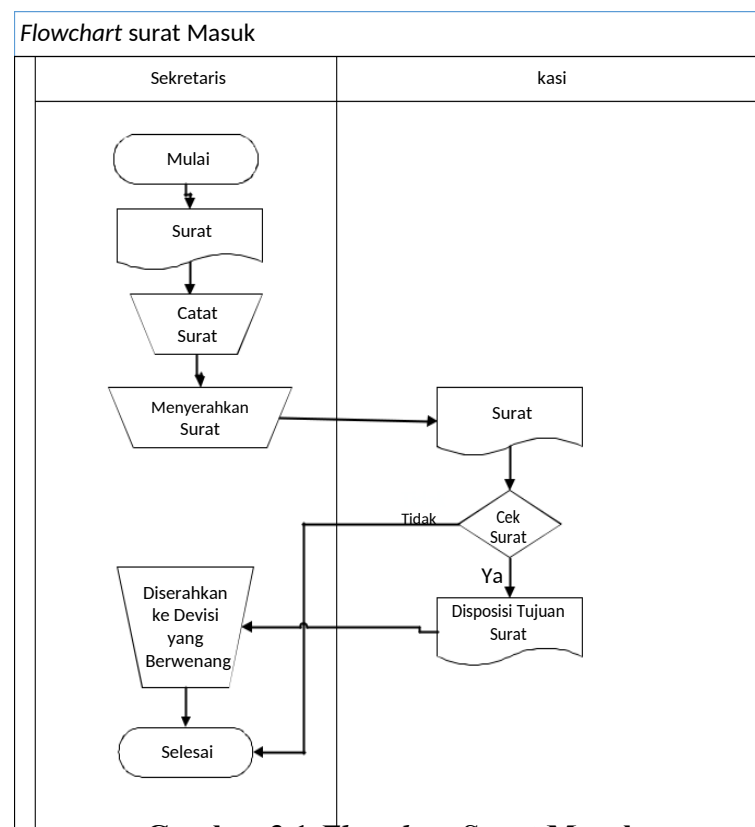 Flowchart surat Masuk
Sekretaris
kasi
Mulai
Surat
Catat
Surat
Menyerahkan
Surat
Surat
Tidak
Cek
Surat
Ya
Disposisi Tujuan
Surat
Diserahkan
ke Devisi
yang
Berwenang
Selesai